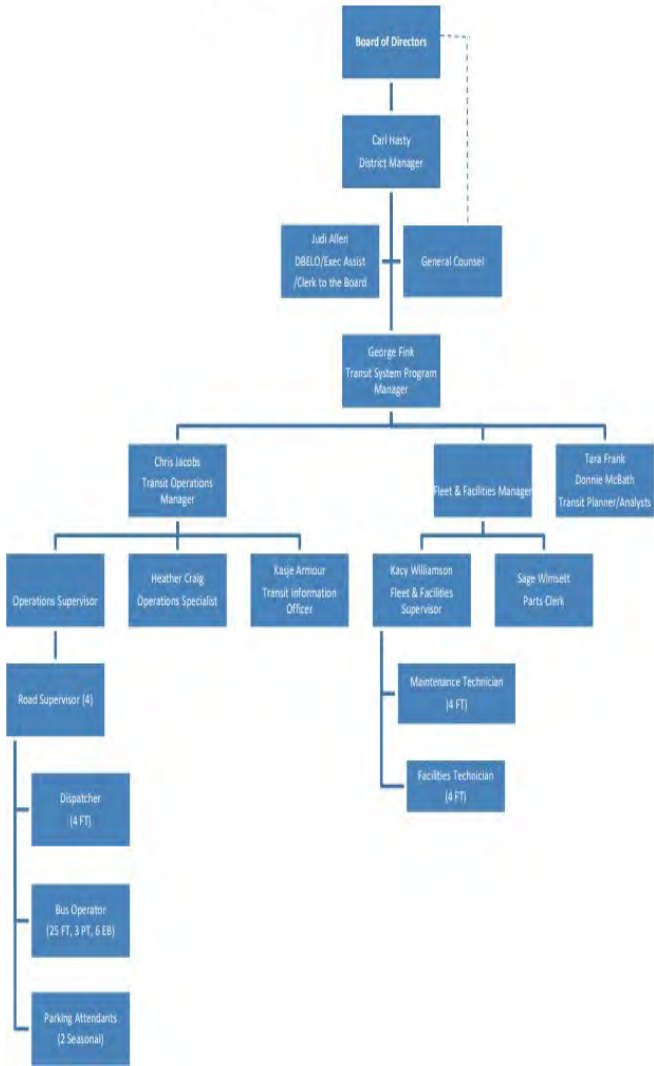 Board of Directors
Carl Hasty
District Manager
Judi Allen
DBELO/Exec Assist
/Clerk to the Board
General Counsel
George Fink
Transit System Program
Manager
Chris Jacobs
Transit Operations
Manager
Fleet & Facilities Manager
Tara Frank
Donnie McBath
Transit Planner/Analysts
Operations Supervisor
Heather Craig
Operations Specialist
Kasje Armour
Transit Information
Officer
Kacy Williamson
Fleet & Facilities
Supervisor
Sage Wimsett
Parts Clerk
Road Supervisor (4)
Maintenance Technician
(4 FT)
Facilities Technician
(4 FT)
Dispatcher
(4 FT)
Bus Operator
(25 FT, 3 PT, 6 EB)
Parking Attendants
(2 Seasonal)